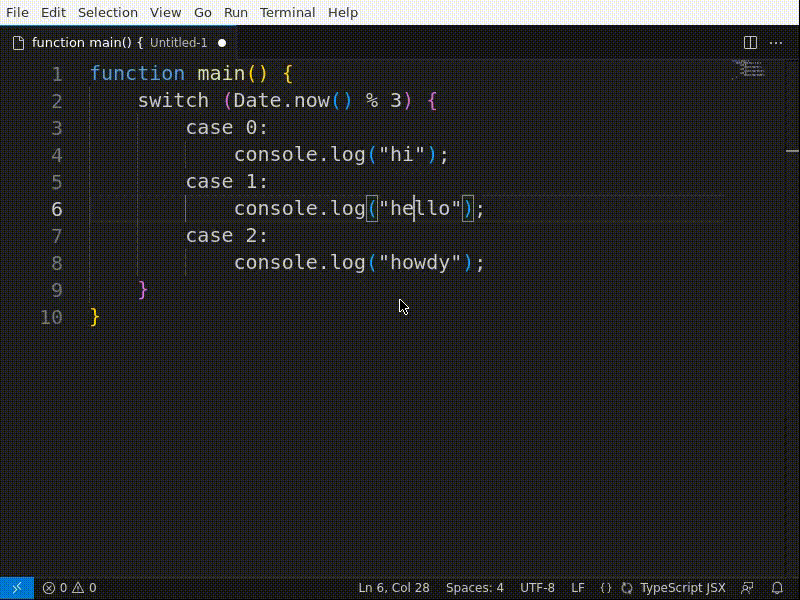 File Edit Selection View Go Run Terminal Help
function main() { Untitled-1
1 function main() {
2     switch (Date.now() % 3) {
3         case 0:
4             console.log("hi");
5         case 1:
6             console.log("hello");
7         case 2:
8             console.log("howdy");
9     }
10 }
0 0 Ln 6, Col 28 Spaces: 4 UTF-8 LF {} TypeScript JSX